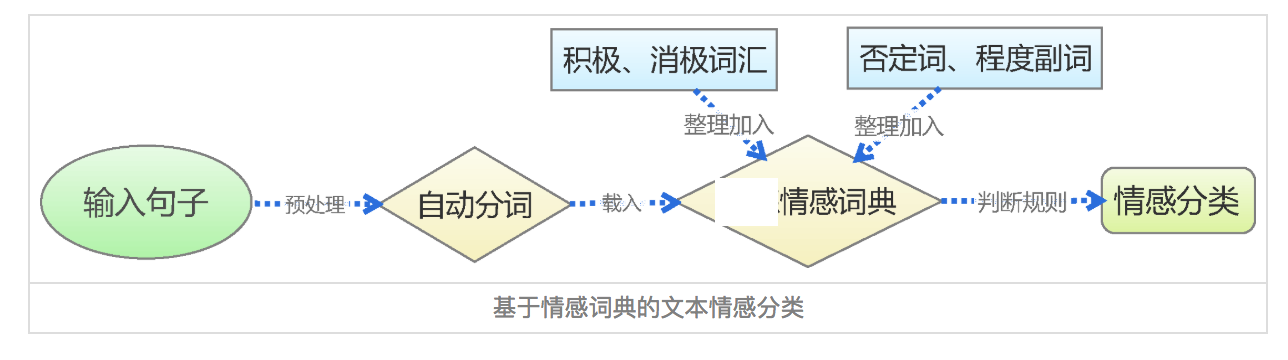 积极、消极词汇
否定词、程度副词
整理加入
整理加入
输入句子
预处理
自动分词
载入
情感词典
判断规则
情感分类
基于情感词典的文本情感分类